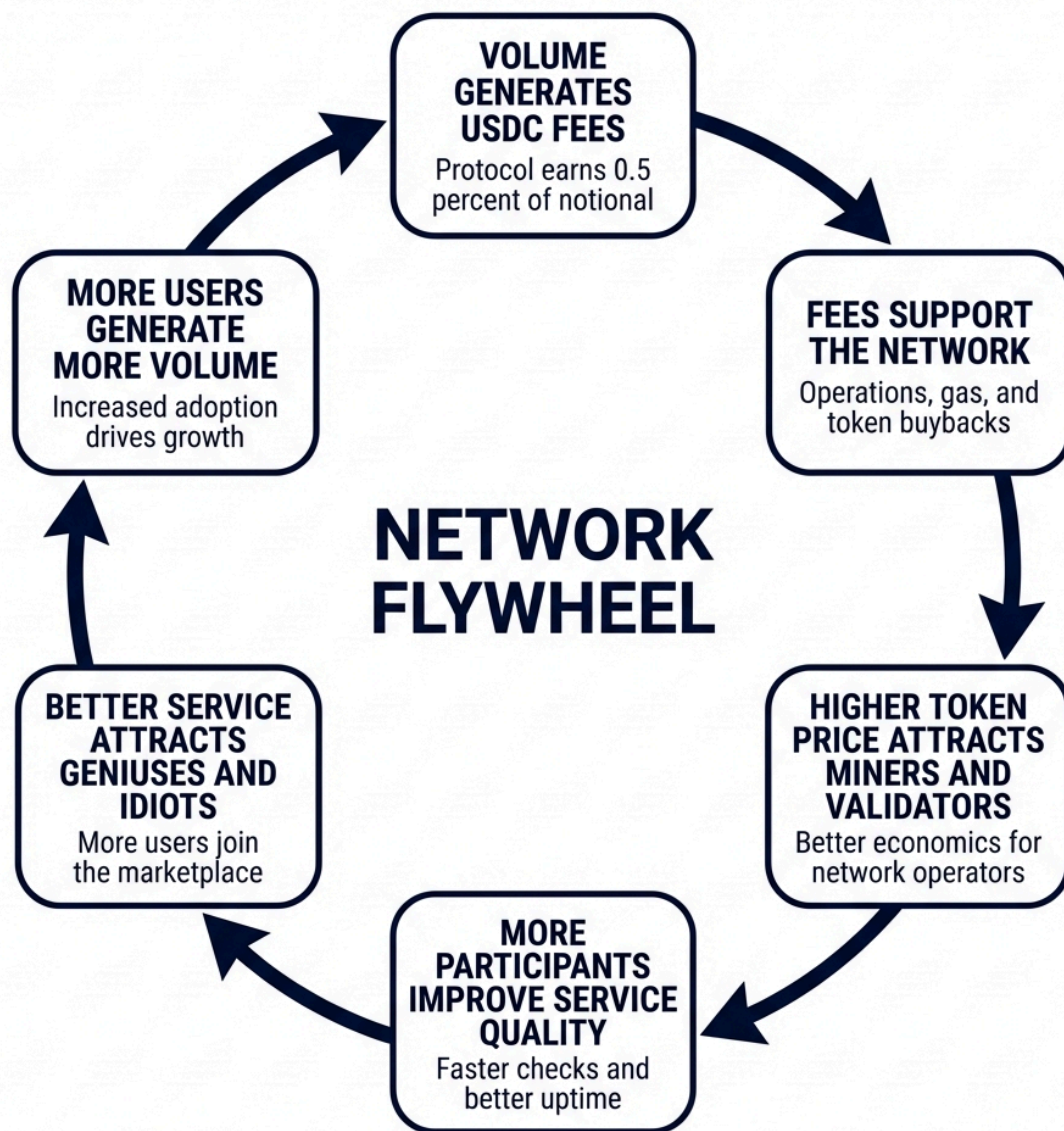 VOLUME
GENERATES
USDC FEES
Protocol earns 0.5
percent of notional
FEES SUPPORT
THE NETWORK
Operations, gas, and
token buybacks
HIGHER TOKEN
PRICE ATTRACTS
MINERS AND
VALIDATORS
Better economics for
network operators
MORE
PARTICIPANTS
IMPROVE SERVICE
QUALITY
Faster checks and
better uptime
BETTER SERVICE
ATTRACTS
GENIUSES AND
IDIOTS
More users join
the marketplace
MORE USERS
GENERATE
MORE VOLUME
Increased adoption
drives growth
NETWORK
FLYWHEEL